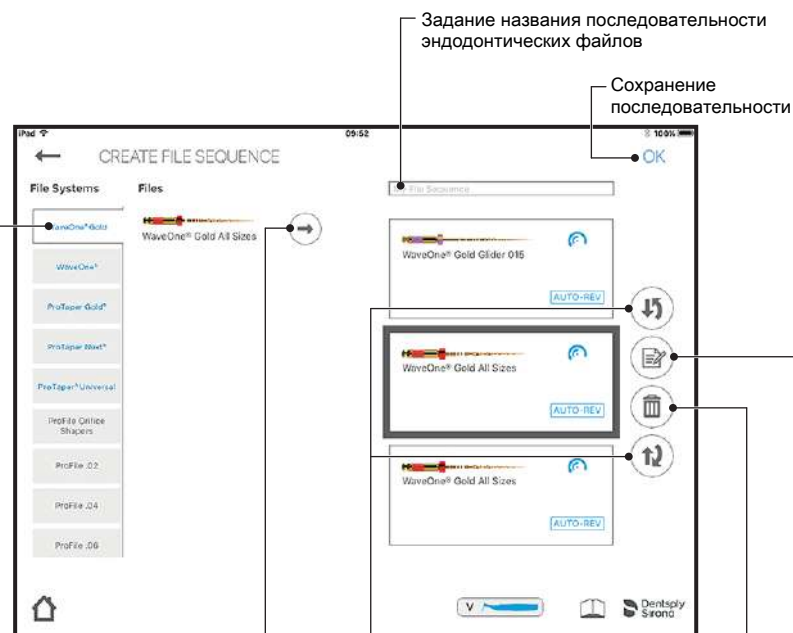 Задание названия последовательности
эндодонтических файлов
Сохранение
последовательности
iPad
09:52
100%
CREATE FILE SEQUENCE
OK
File Systems
Files
File Sequence
WaveOne® Gold
WaveOne®
ProTaper Gold®
ProTaper Next®
ProTaper® Universal
ProFile Orifice
Shapers
ProFile .02
ProFile .04
ProFile .06
WaveOne® Gold All Sizes
WaveOne® Gold Glider 015
AUTO-REV
WaveOne® Gold All Sizes
AUTO-REV
WaveOne® Gold All Sizes
AUTO-REV
V
Dentsply
Sirona